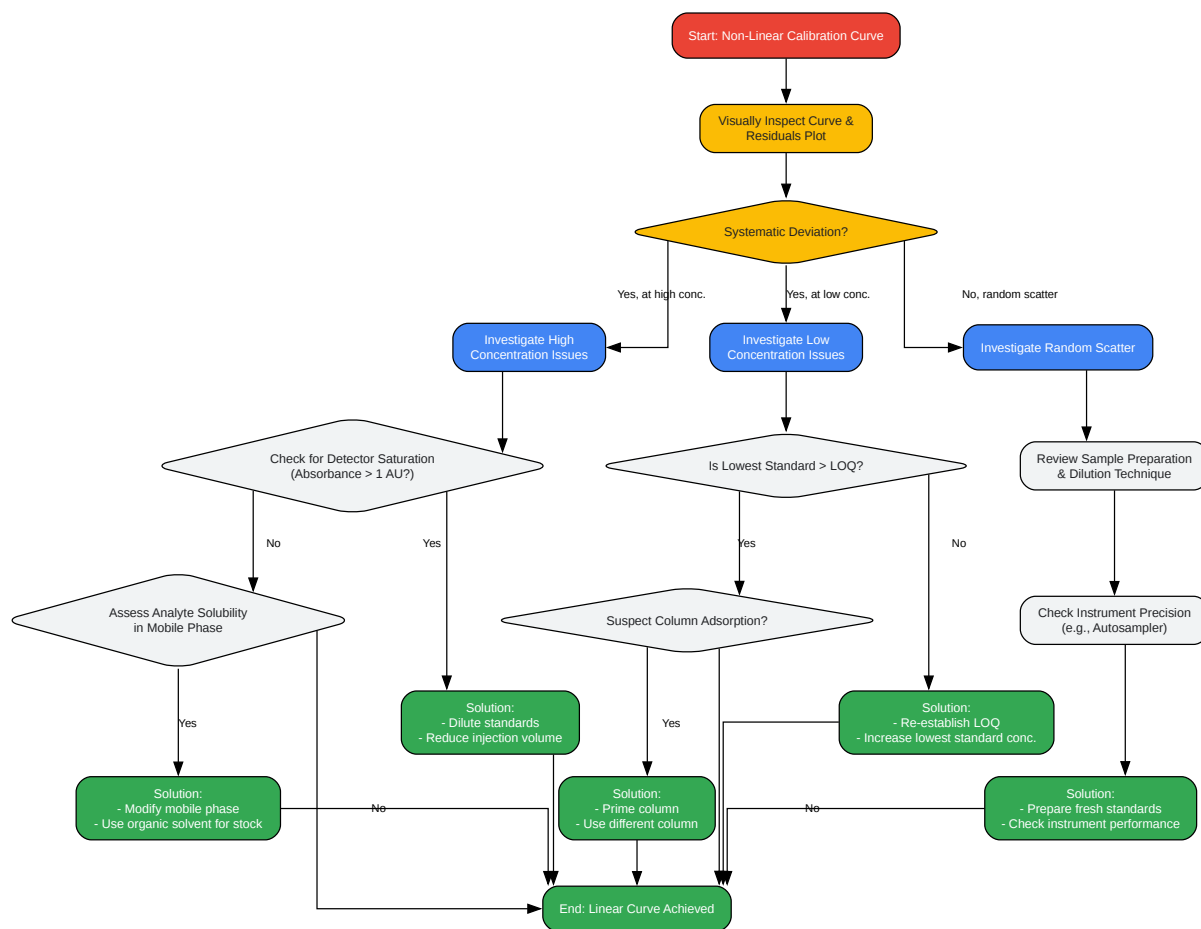 Start: Non-Linear Calibration Curve
Visually Inspect Curve &
Residuals Plot
Systematic Deviation?
Yes, at high conc.
Yes, at low conc.
No, random scatter
Investigate High
Concentration Issues
Investigate Low
Concentration Issues
Investigate Random Scatter
Check for Detector Saturation
(Absorbance > 1 AU?)
Is Lowest Standard > LOQ?
Review Sample Preparation
& Dilution Technique
No
Yes
Yes
No
Assess Analyte Solubility
in Mobile Phase
Suspect Column Adsorption?
Check Instrument Precision
(e.g., Autosampler)
Yes
Solution:
- Dilute standards
- Reduce injection volume
Yes
Solution:
- Re-establish LOQ
- Increase lowest standard conc.
Solution:
- Modify mobile phase
- Use organic solvent for stock
No
Solution:
- Prime column
- Use different column
No
Solution:
- Prepare fresh standards
- Check instrument performance
End: Linear Curve Achieved